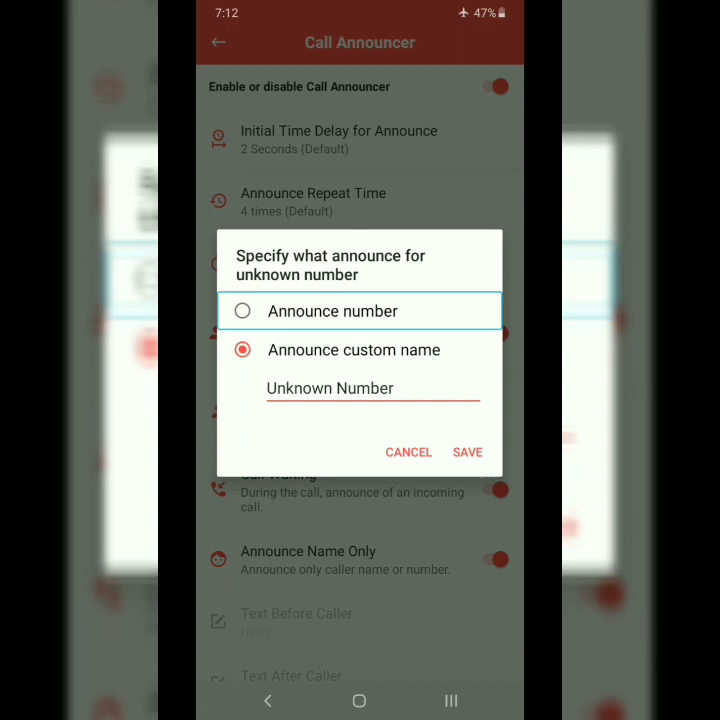 7:12 47%
Call Announcer
Enable or disable Call Announcer
Initial Time Delay for Announce
2 Seconds (Default)
Announce Repeat Time
4 times (Default)
Specify what announce for
unknown number
Announce number
Announce custom name
Unknown Number
CANCEL SAVE
Call Waiting
During the call, announce of an incoming
call.
Announce Name Only
Announce only caller name or number.
Text Before Caller
Hello
Text After Caller